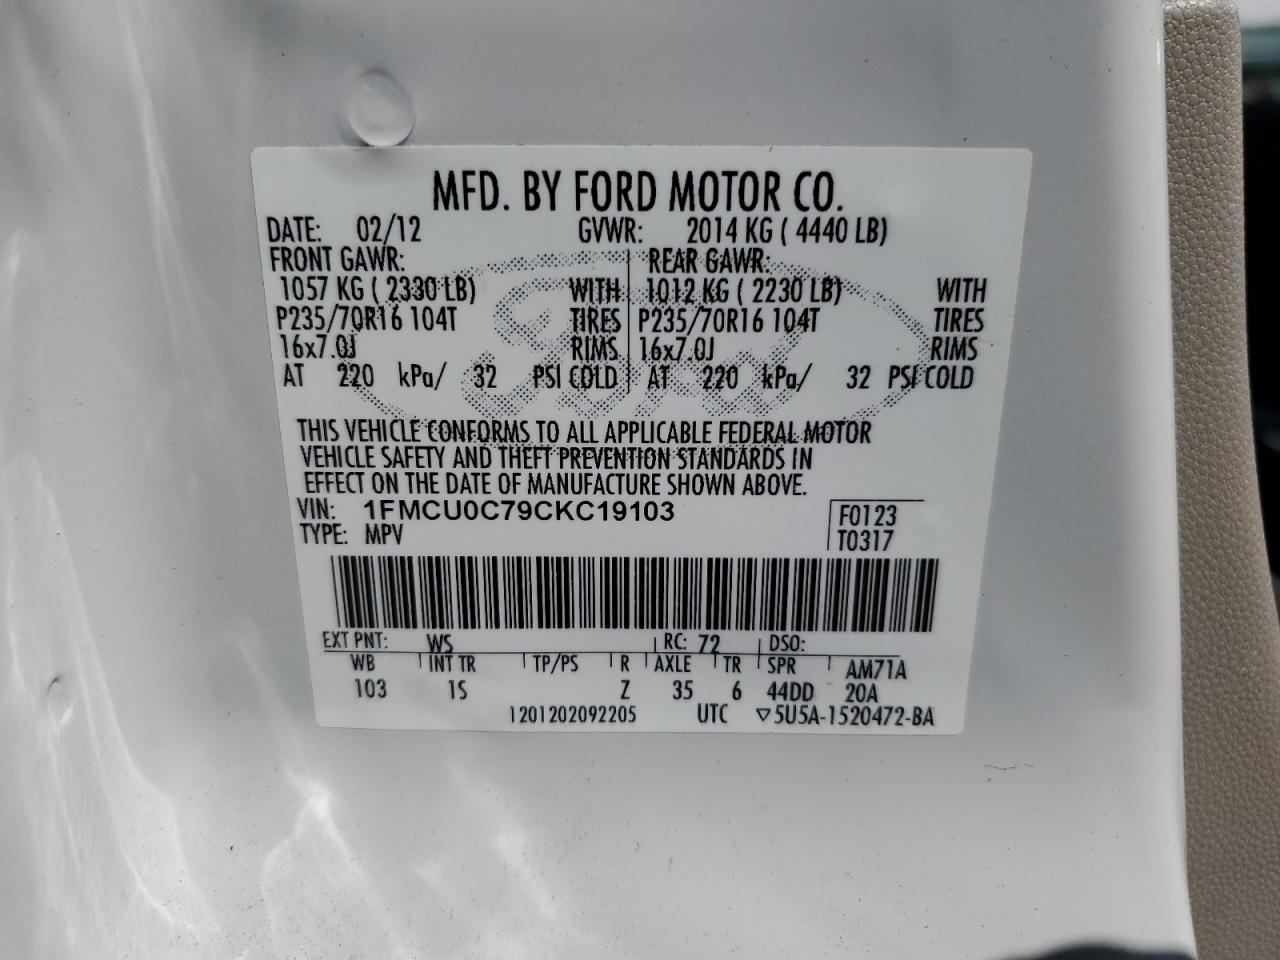 MFD. BY FORD MOTOR CO.
DATE: 02/12 GVWR: 2014 KG ( 4440 LB)
FRONT GAWR: REAR GAWR:
1057 KG ( 2330 LB) WITH 1012 KG ( 2230 LB) WITH
P235/70R16 104T TIRES P235/70R16 104T TIRES
16x7.0J RIMS 16x7.0J RIMS
AT 220 kPa/ 32 PSI COLD AT 220 kPa/ 32 PSI COLD
Ford
THIS VEHICLE CONFORMS TO ALL APPLICABLE FEDERAL MOTOR
VEHICLE SAFETY AND THEFT PREVENTION STANDARDS IN
EFFECT ON THE DATE OF MANUFACTURE SHOWN ABOVE.
VIN: 1FMCU0C79CKC19103 F0123
TYPE: MPV T0317
EXT PNT: WS RC: 72 DSO:
WB INT TR TP/PS R AXLE TR SPR AM71A
103 1S Z 35 6 44DD 20A
1201202092205 UTC ▽5U5A-1520472-BA